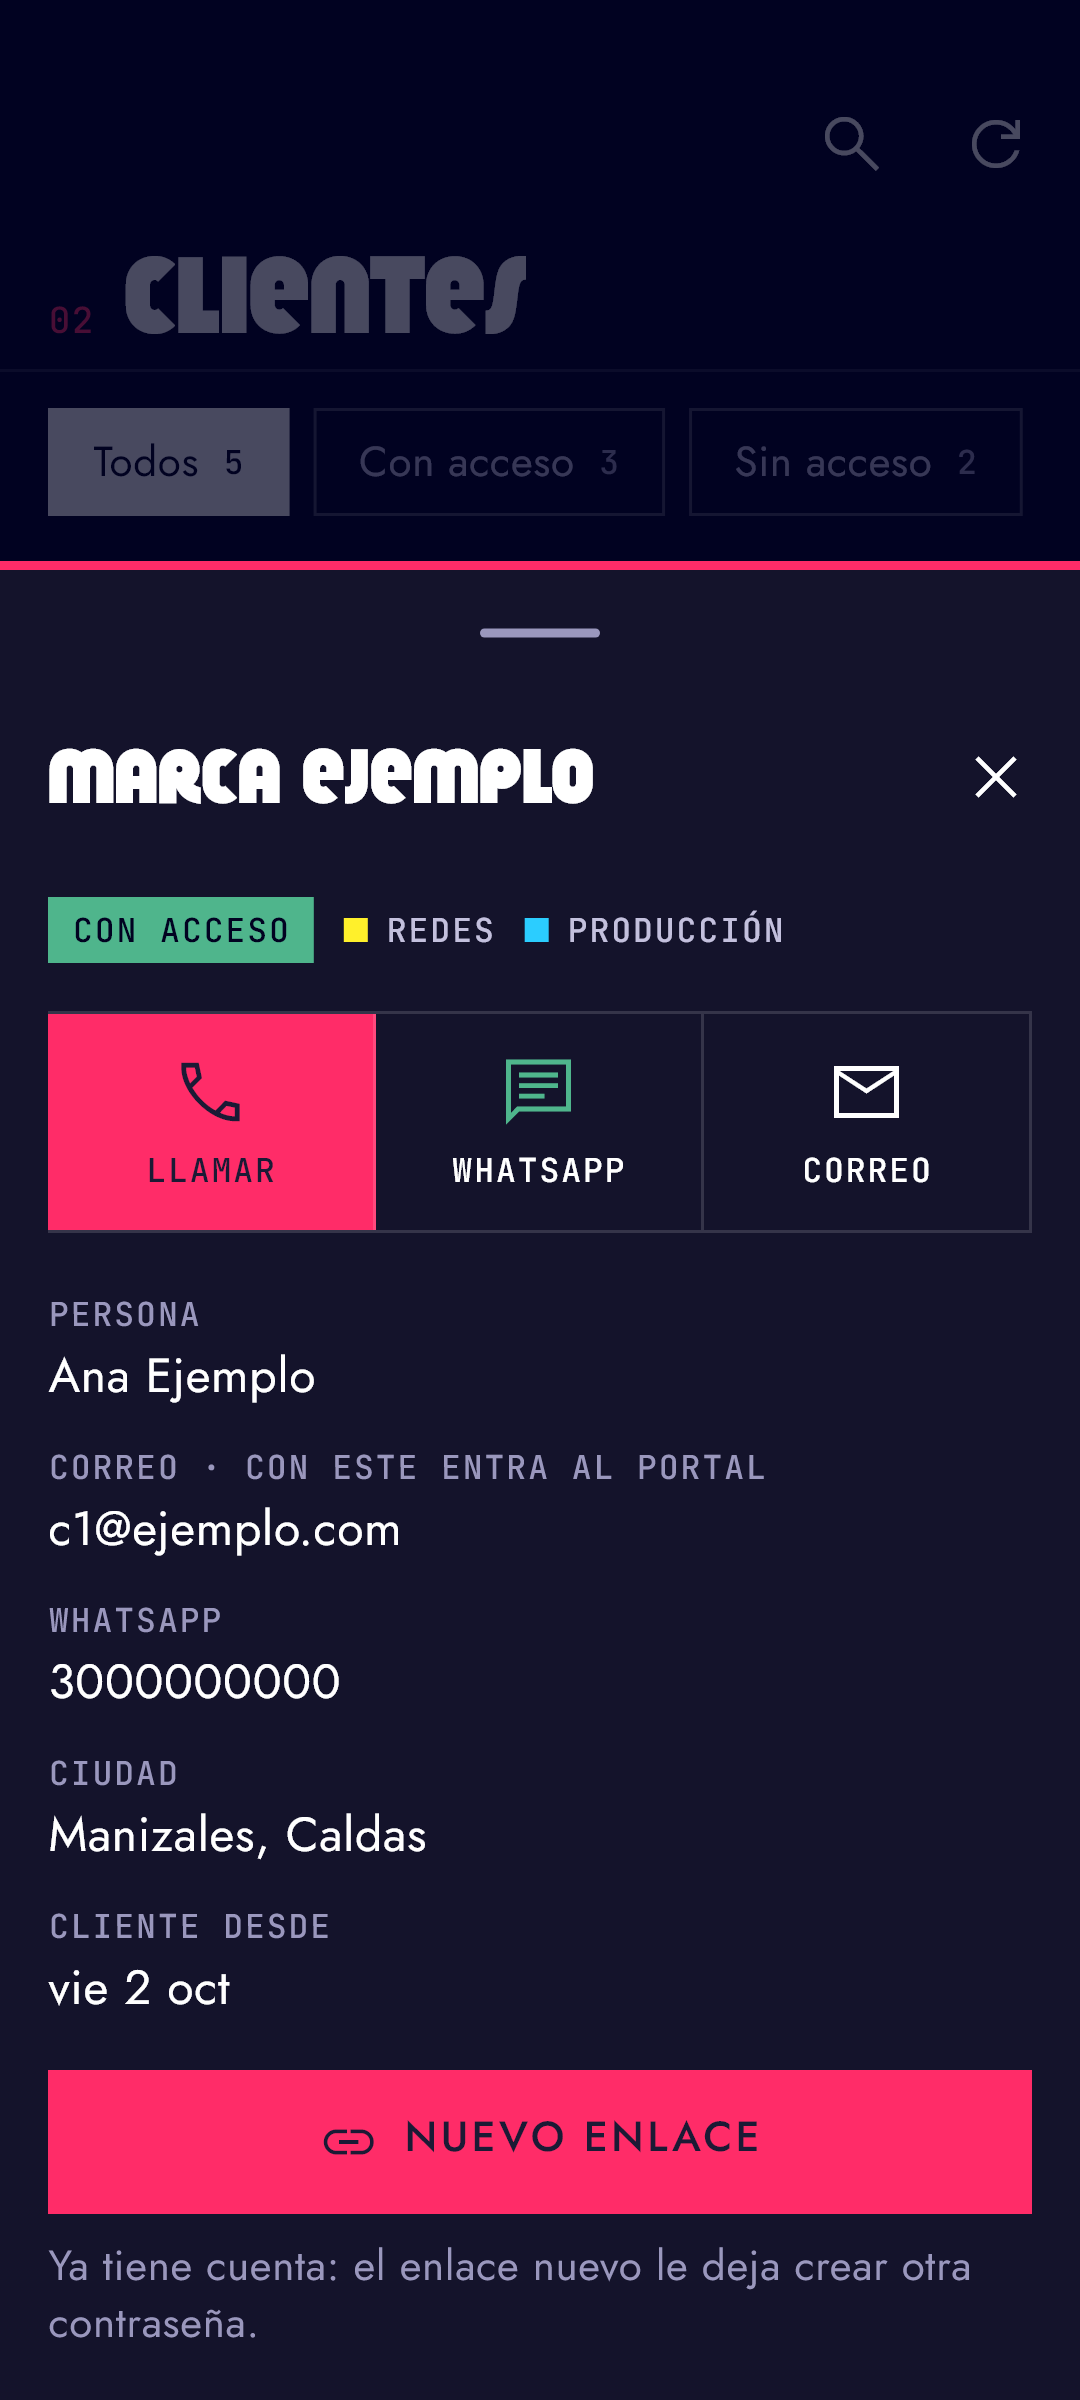 02 CLIENTES
Todos 5 Con acceso 3 Sin acceso 2
MARCA EJEMPLO
CON ACCESO REDES PRODUCCIÓN
LLAMAR WHATSAPP CORREO
PERSONA
Ana Ejemplo
CORREO · CON ESTE ENTRA AL PORTAL
c1@ejemplo.com
WHATSAPP
3000000000
CIUDAD
Manizales, Caldas
CLIENTE DESDE
vie 2 oct
NUEVO ENLACE
Ya tiene cuenta: el enlace nuevo le deja crear otra
contraseña.